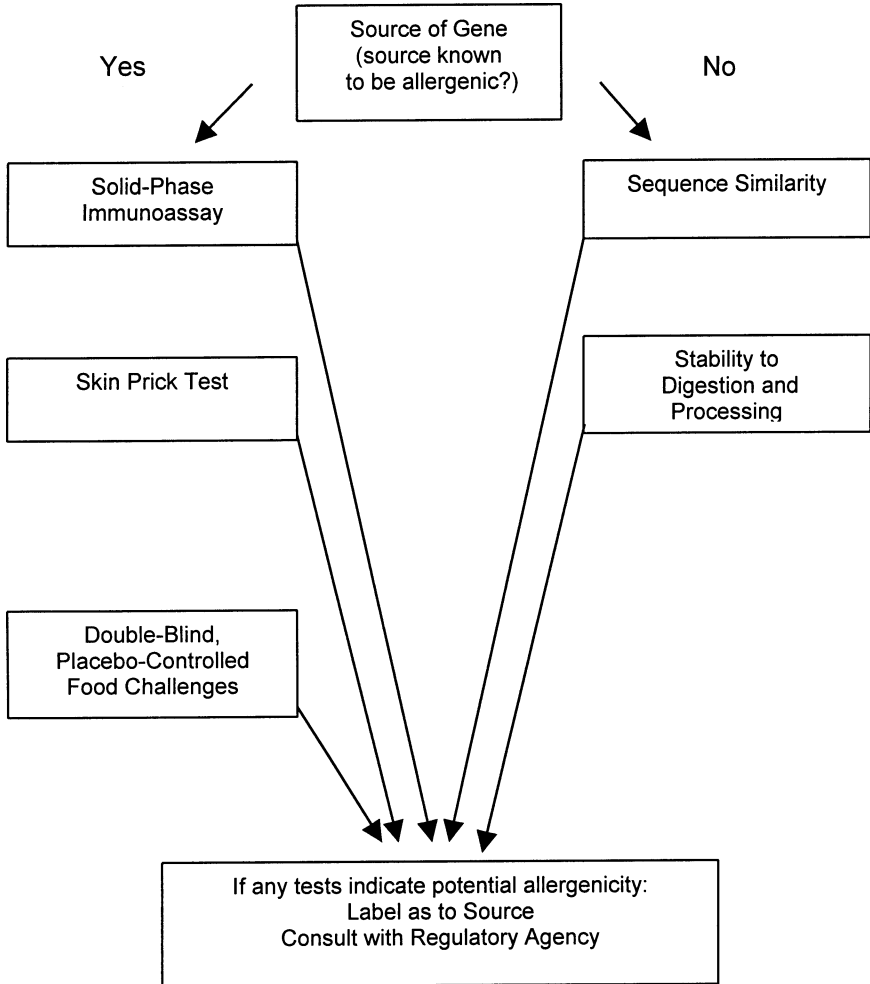 Source of Gene
(source known
to be allergenic?)
Yes
No
Solid-Phase
Immunoassay
Sequence Similarity
Skin Prick Test
Stability to
Digestion and
Processing
Double-Blind,
Placebo-Controlled
Food Challenges
If any tests indicate potential allergenicity:
Label as to Source
Consult with Regulatory Agency